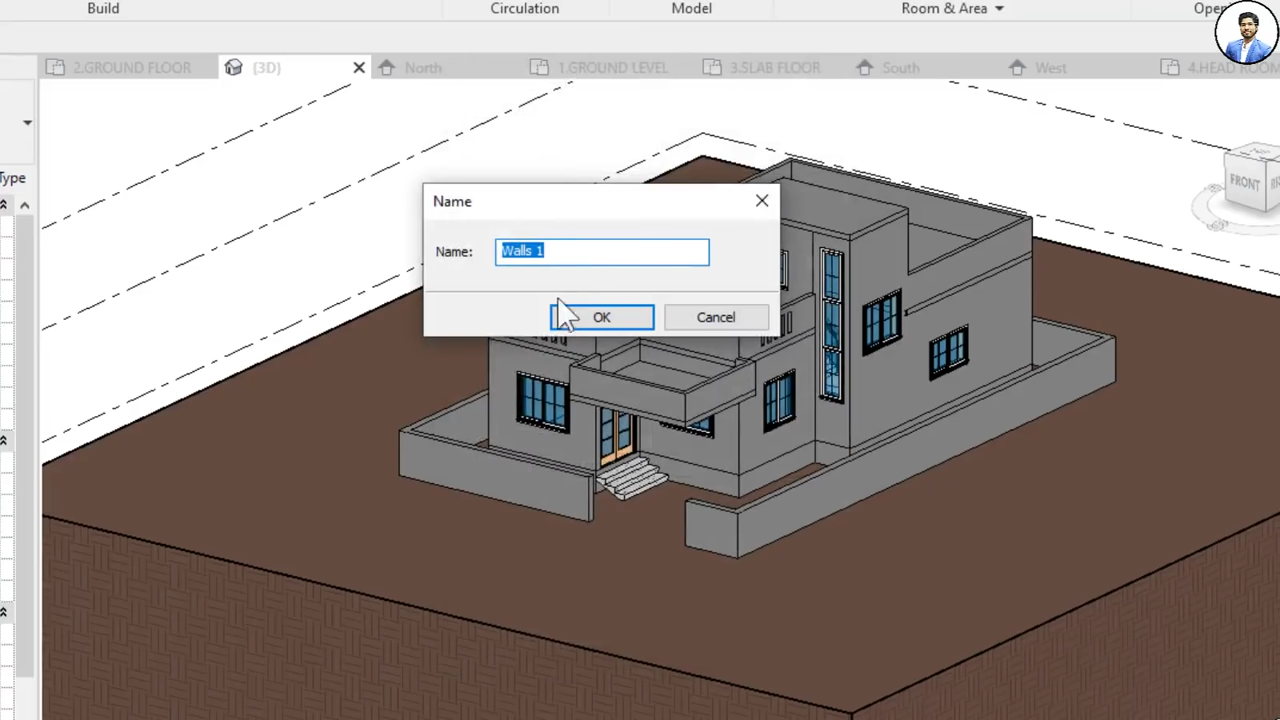 Build
Circulation
Model
Room & Area
2.GROUND FLOOR
(3D)
North
1.GROUND LEVEL
3.SLAB FLOOR
South
West
4.HEAD ROOM
Type
Name
Name:
Walls 1
OK
Cancel
FRONT